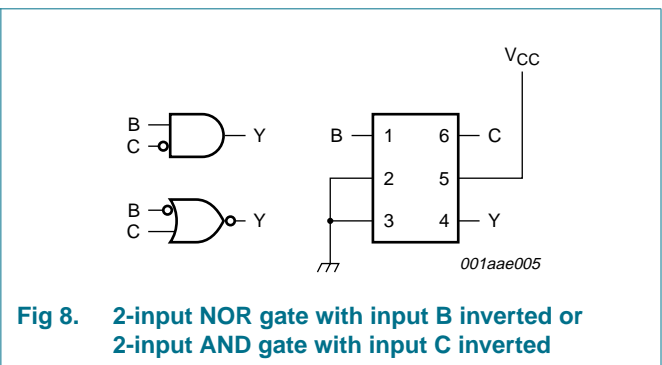 VCC
B
C
Y
B
1
6
C
2
5
B
C
Y
3
4
Y
001aae005
Fig 8. 2-input NOR gate with input B inverted or
2-input AND gate with input C inverted